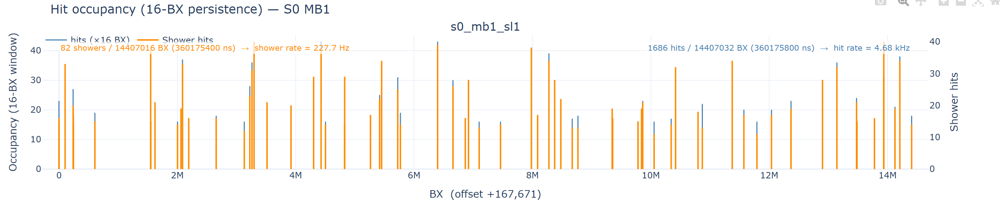 Hit occupancy (16-BX persistence) — S0 MB1
s0_mb1_sl1
hits (×16 BX) Shower hits
82 showers / 14407016 BX (360175400 ns) → shower rate = 227.7 Hz
1686 hits / 14407032 BX (360175800 ns) → hit rate = 4.68 kHz
Occupancy (16-BX window)
40
30
20
10
0
40
30
20
10
0
Shower hits
0 2M 4M 6M 8M 10M 12M 14M
BX (offset +167,671)